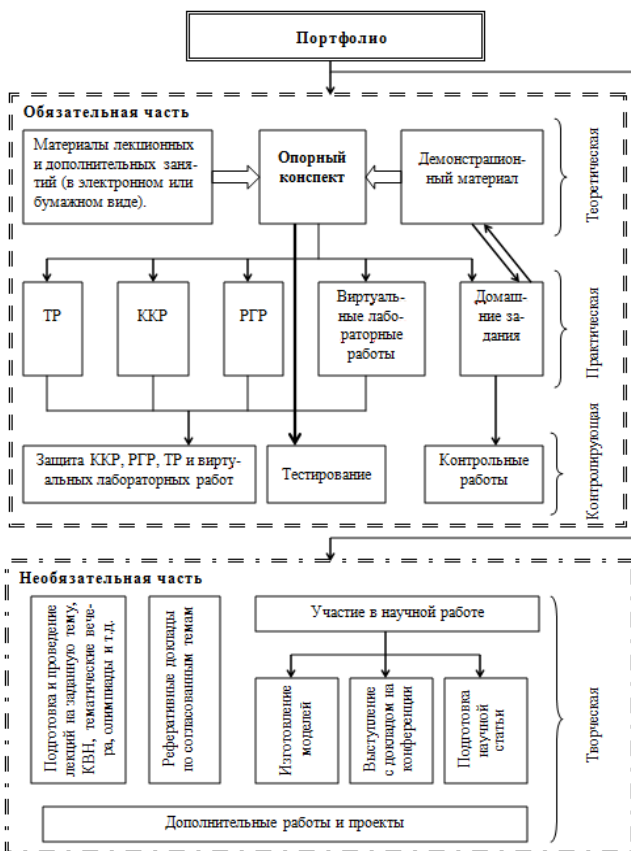 Портфолио
Обязательная часть
Материалы лекционных
и дополнительных заня-
тий (в электронном или
бумажном виде).
Опорный
конспект
Демонстрацион-
ный материал
Теоретическая
ТР
ККР
РГР
Виртуаль-
ные лабо-
раторные
работы
Домаш-
ние за-
дания
Практическая
Защита ККР, РГР, ТР и вирту-
альных лабораторных работ
Тестирование
Контрольные
работы
Контролирующая
Необязательная часть
Подготовка и проведение
лекций на заданную тему,
КВН, тематические вече-
ра, олимпиады и т.д.
Реферативные доклады
по согласованным темам
Участие в научной работе
Изготовление
моделей
Выступление
с докладом на
конференции
Подготовка
научной
статьи
Творческая
Дополнительные работы и проекты